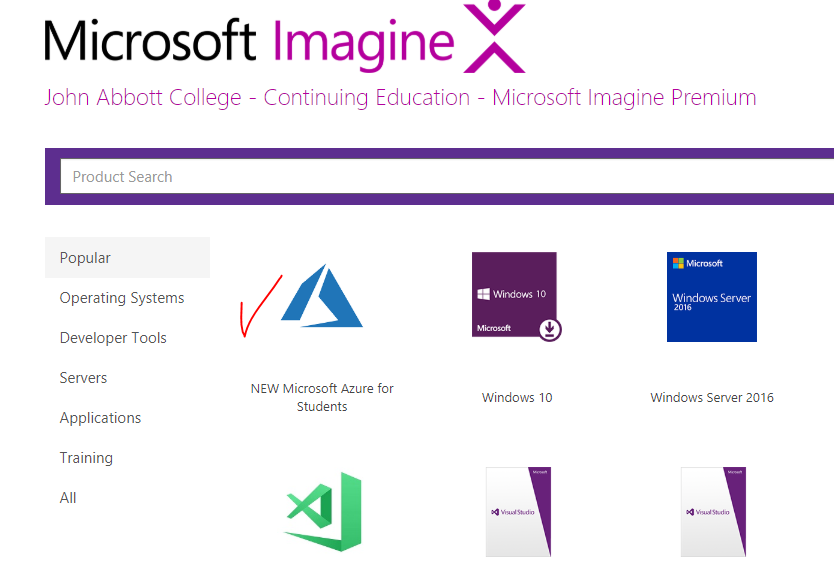 Microsoft Imagine
John Abbott College - Continuing Education - Microsoft Imagine Premium
Product Search
Popular
Operating Systems
Developer Tools
Servers
Applications
Training
All
NEW Microsoft Azure for
Students
Windows 10
Microsoft
Windows 10
Microsoft
Windows Server
2016
Windows Server 2016
Microsoft
Visual Studio
Microsoft
Visual Studio